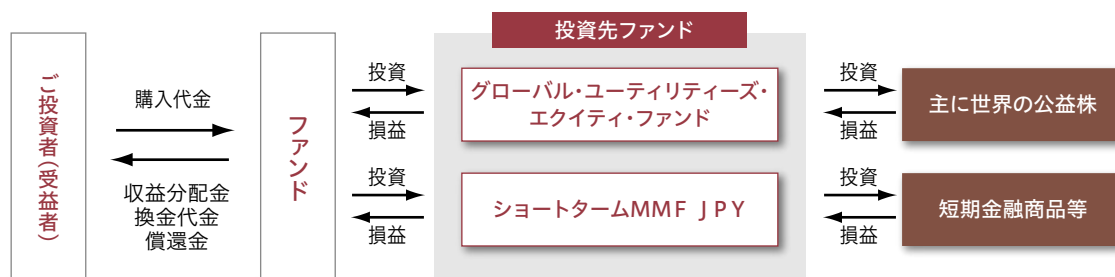 ご投資者(受益者)
購入代金
収益分配金
換金代金
償還金
ファンド
投資
損益
投資
損益
投資先ファンド
グローバル・ユーティリティーズ・
エクイティ・ファンド
ショートタームMMF JPY
投資
損益
投資
損益
主に世界の公益株
短期金融商品等